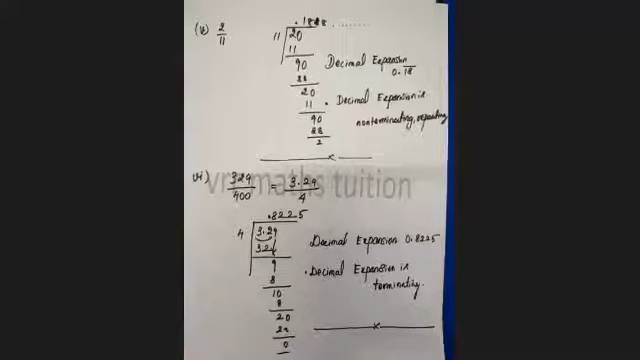 (v) 2/11
.1818 ........
11 20
11
90
88
20
11
90
88
2
Decimal Expansion
0.18
. Decimal Expansion is
nonterminating, repeating
x
vi) 329/400 = 3.29/4
vr maths tuition
.8225
4 3.29
3 2
9
8
10
8
20
20
0
Decimal Expansion 0.8225
. Decimal Expansion is
terminating.
x